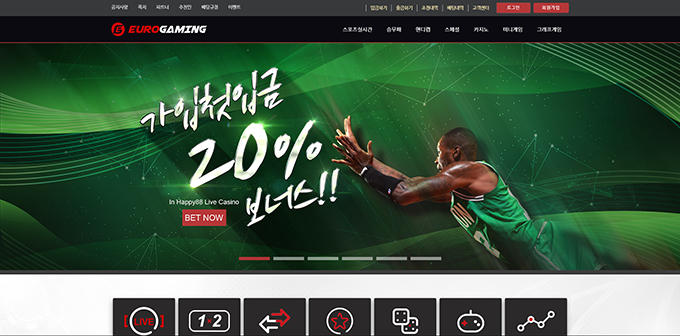 공지사항 쪽지 파트너 추천인 배당규정 이벤트
입금하기 출금하기 조경내역 베팅내역 고객센터 로그인 회원가입
EUROGAMING
스포츠실시간 승무패 핸디캡 스페셜 카지노 미니게임 그래프게임
가입첫입금
20%
보너스!!
In Happy88 Live Casino
BET NOW
LIVE
1×2